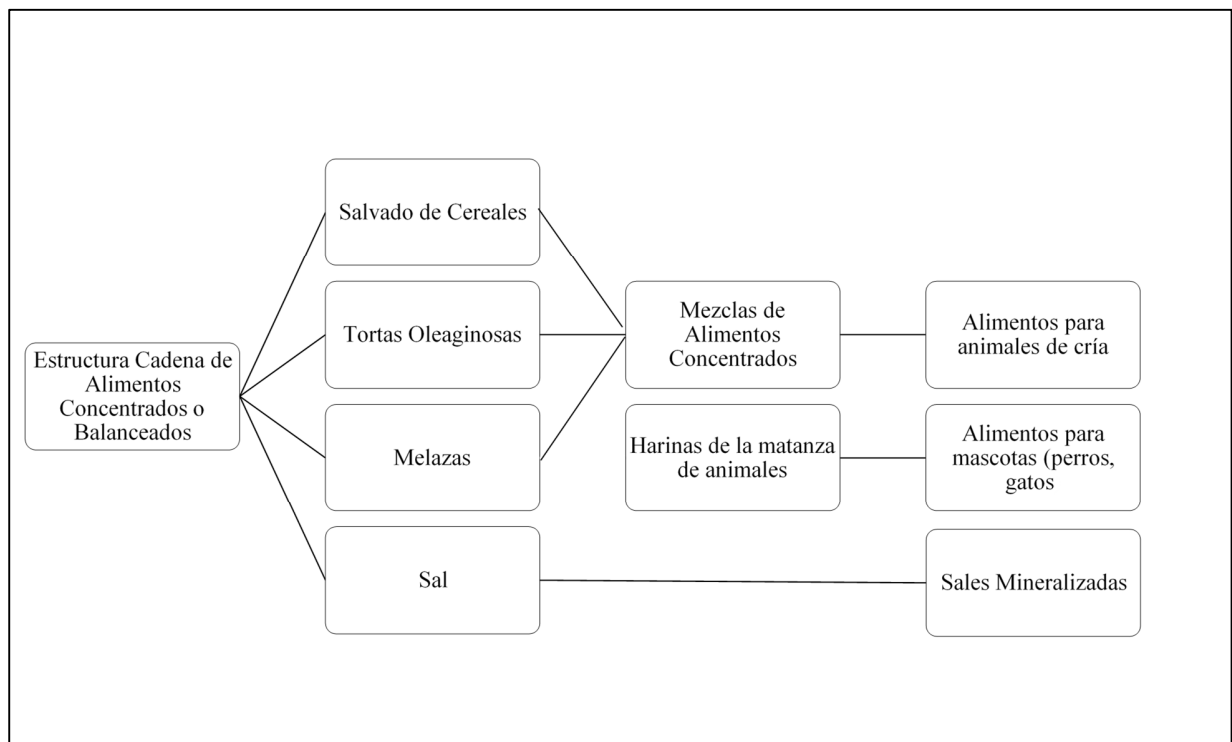 Estructura Cadena de
Alimentos
Concentrados o
Balanceados
Salvado de Cereales
Tortas Oleaginosas
Melazas
Sal
Mezclas de
Alimentos
Concentrados
Harinas de la matanza
de animales
Alimentos para
animales de cría
Alimentos para
mascotas (perros,
gatos
Sales Mineralizadas